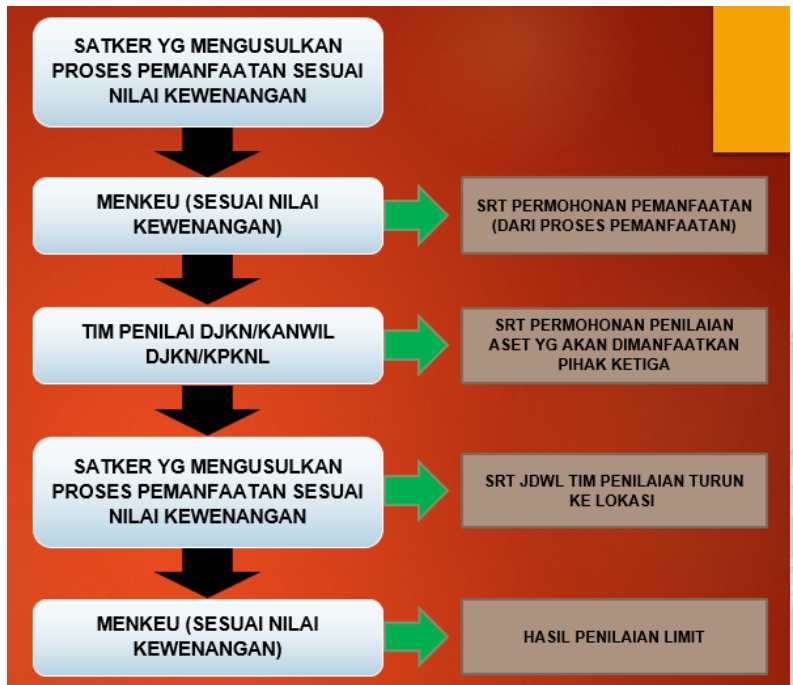 SATKER YG MENGUSULKAN
PROSES PEMANFAATAN SESUAI
NILAI KEWENANGAN
MENKEU (SESUAI NILAI
KEWENANGAN)
SRT PERMOHONAN PEMANFAATAN
(DARI PROSES PEMANFAATAN)
TIM PENILAI DJKN/KANWIL
DJKN/KPKNL
SRT PERMOHONAN PENILAIAN
ASET YG AKAN DIMANFAATKAN
PIHAK KETIGA
SATKER YG MENGUSULKAN
PROSES PEMANFAATAN SESUAI
NILAI KEWENANGAN
SRT JDWL TIM PENILAIAN TURUN
KE LOKASI
MENKEU (SESUAI NILAI
KEWENANGAN)
HASIL PENILAIAN LIMIT